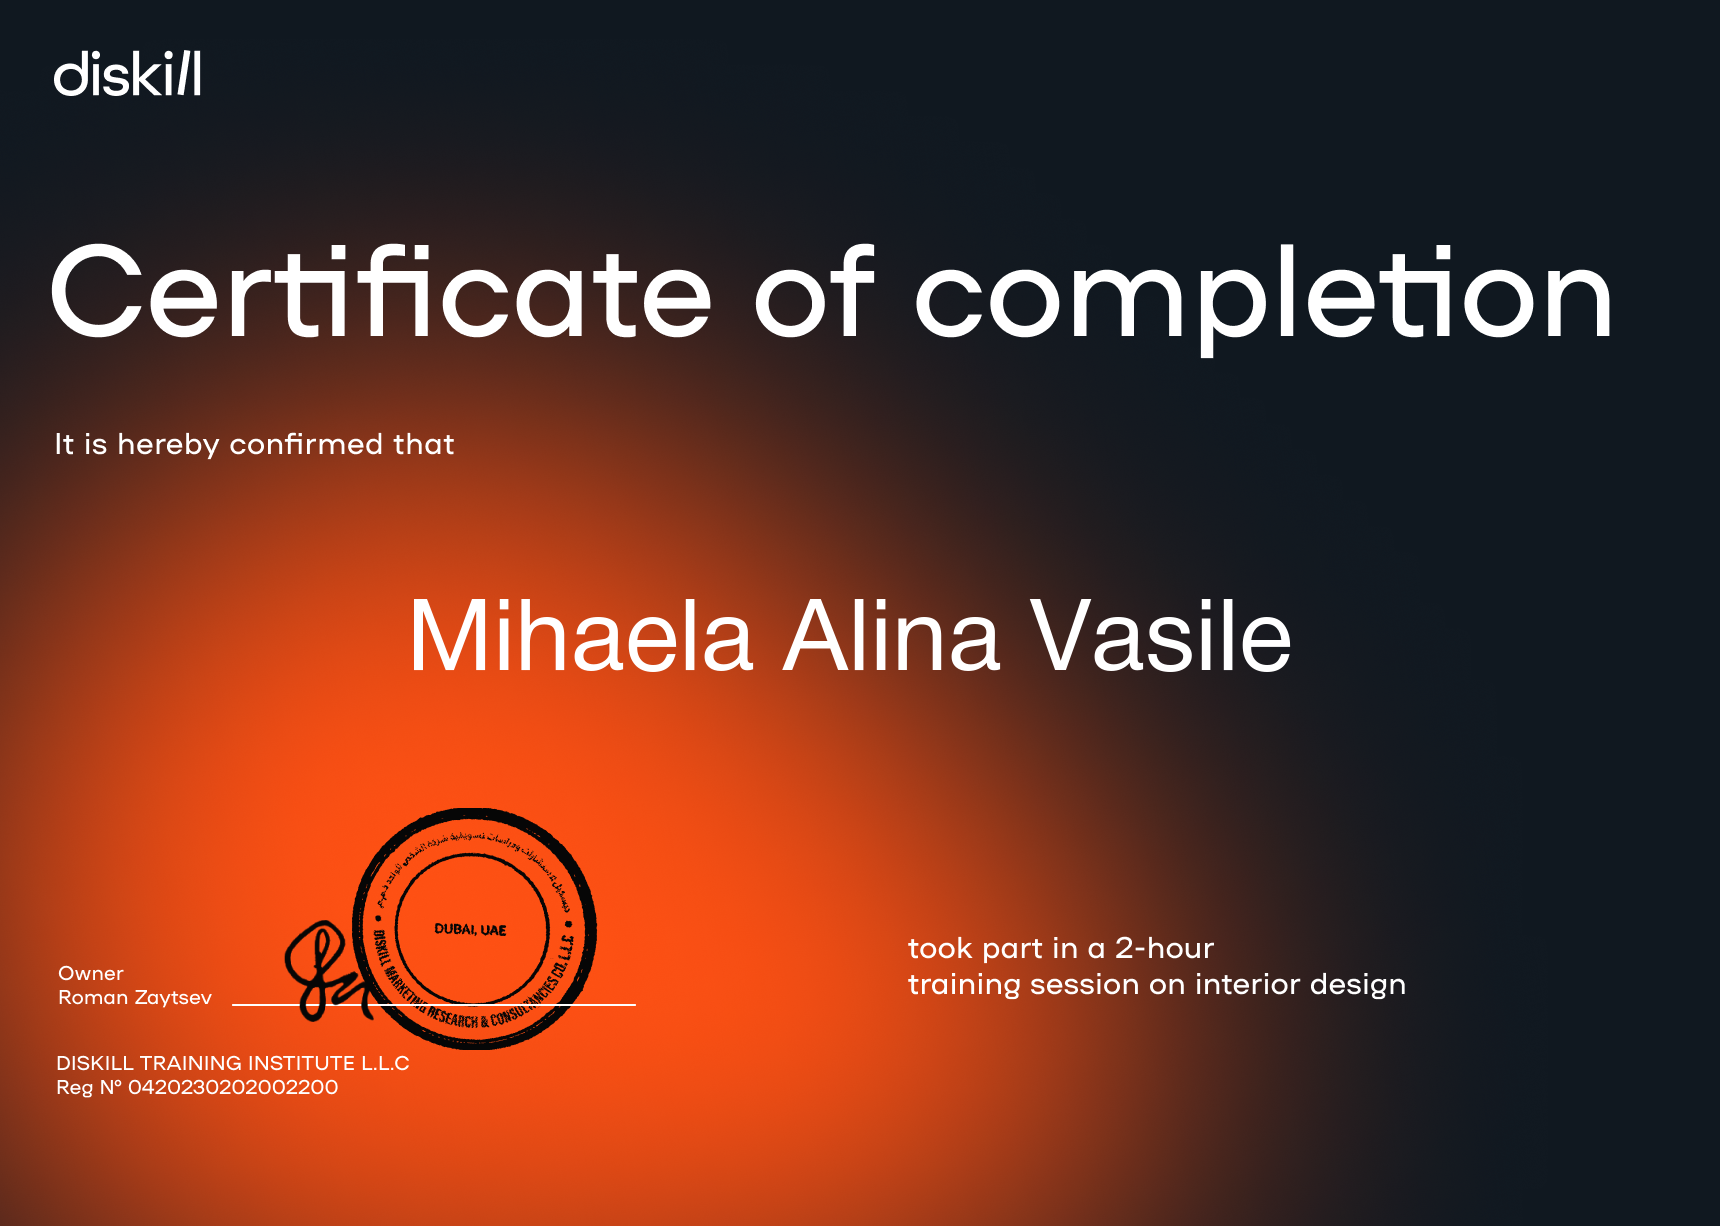 diskill
Certificate of completion
It is hereby confirmed that
Mihaela Alina Vasile
DUBAI, UAE
DISKILL MARKETING RESEARCH & CONSULTANCIES CO. L.L.C
Owner
Roman Zaytsev
took part in a 2-hour
training session on interior design
DISKILL TRAINING INSTITUTE L.L.C
Reg N° 0420230202002200